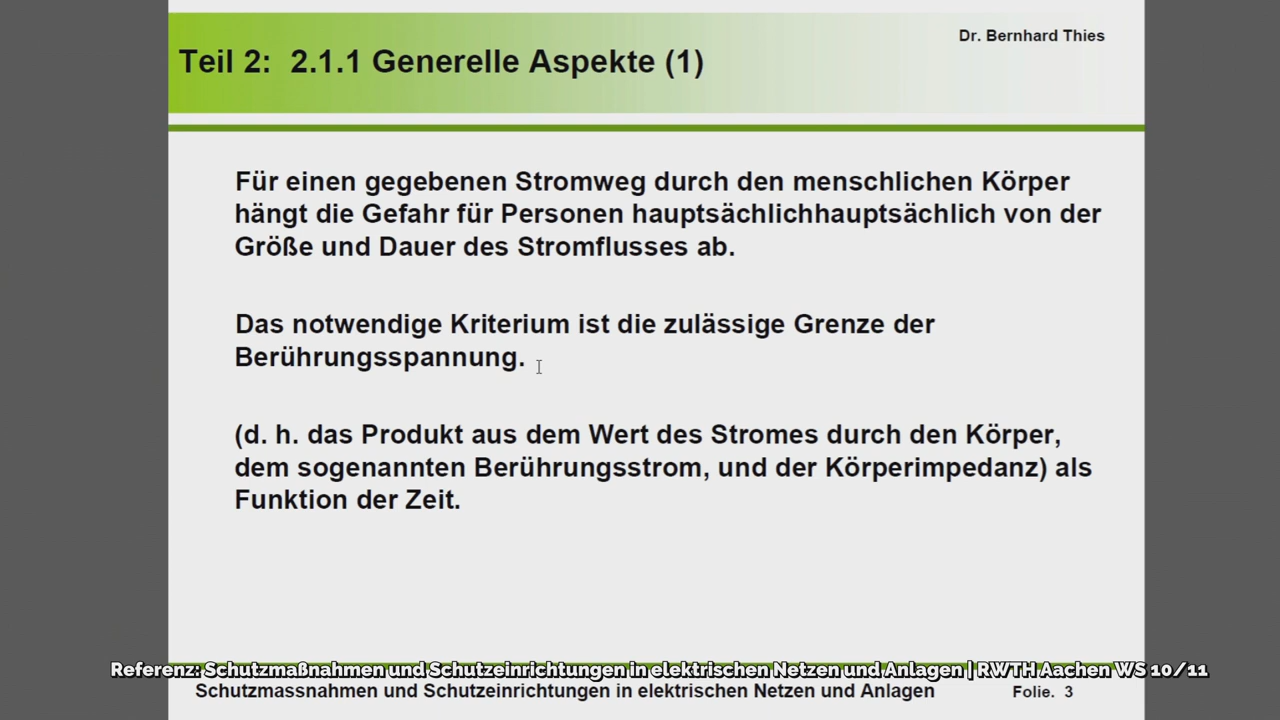 Dr. Bernhard Thies
Teil 2: 2.1.1 Generelle Aspekte (1)
Für einen gegebenen Stromweg durch den menschlichen Körper
hängt die Gefahr für Personen hauptsächlichhauptsächlich von der
Größe und Dauer des Stromflusses ab.
Das notwendige Kriterium ist die zulässige Grenze der
Berührungsspannung.
(d. h. das Produkt aus dem Wert des Stromes durch den Körper,
dem sogenannten Berührungsstrom, und der Körperimpedanz) als
Funktion der Zeit.
Referenz: Schutzmaßnahmen und Schutzeinrichtungen in elektrischen Netzen und Anlagen | RWTH Aachen WS 10/11
Schutzmassnahmen und Schutzeinrichtungen in elektrischen Netzen und Anlagen Folie. 3